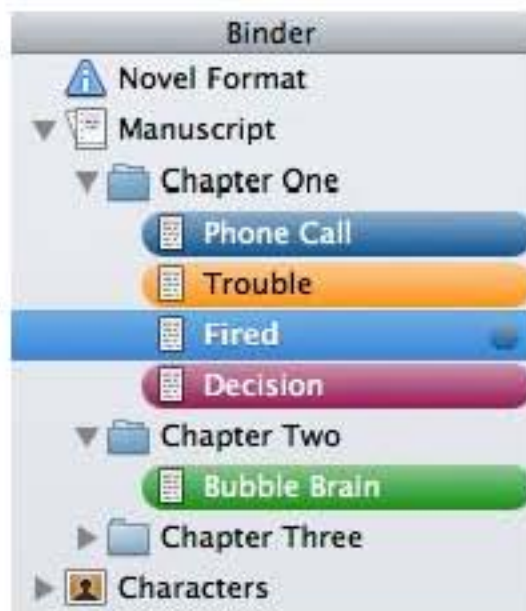 Binder
Novel Format
Manuscript
Chapter One
Phone Call
Trouble
Fired
Decision
Chapter Two
Bubble Brain
Chapter Three
Characters